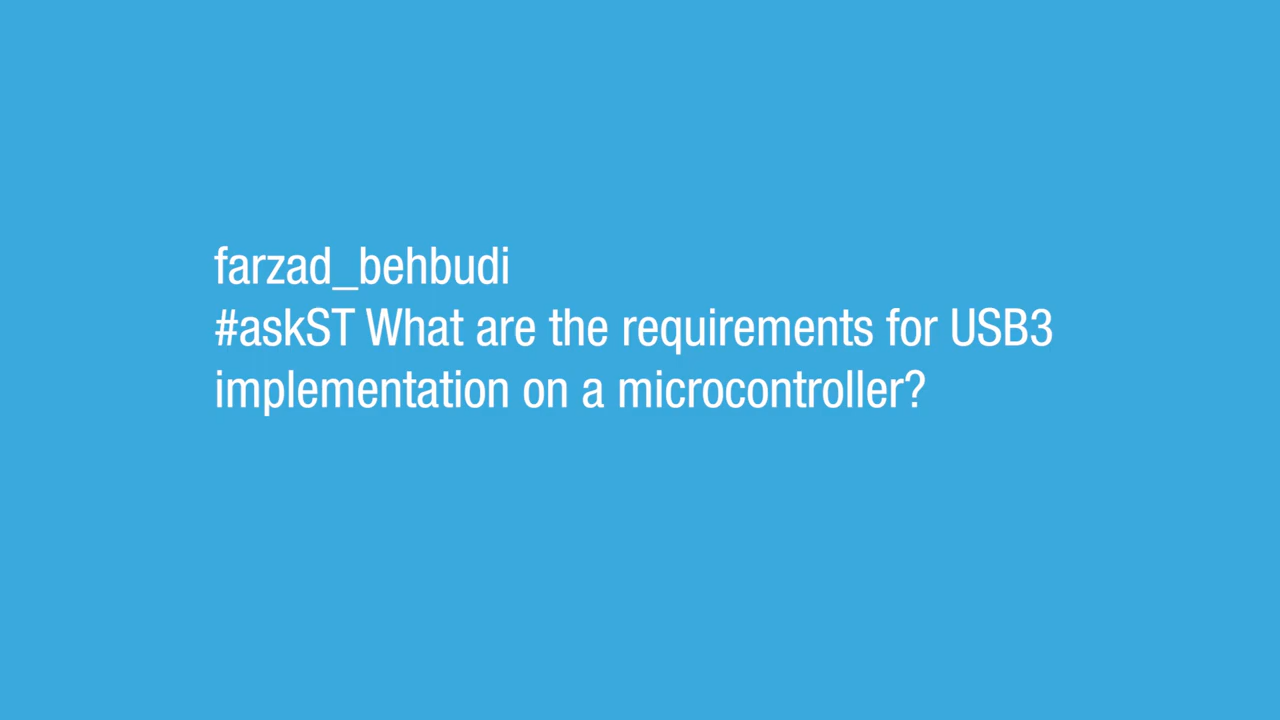 farzad_behbudi
#askST What are the requirements for USB3
implementation on a microcontroller?